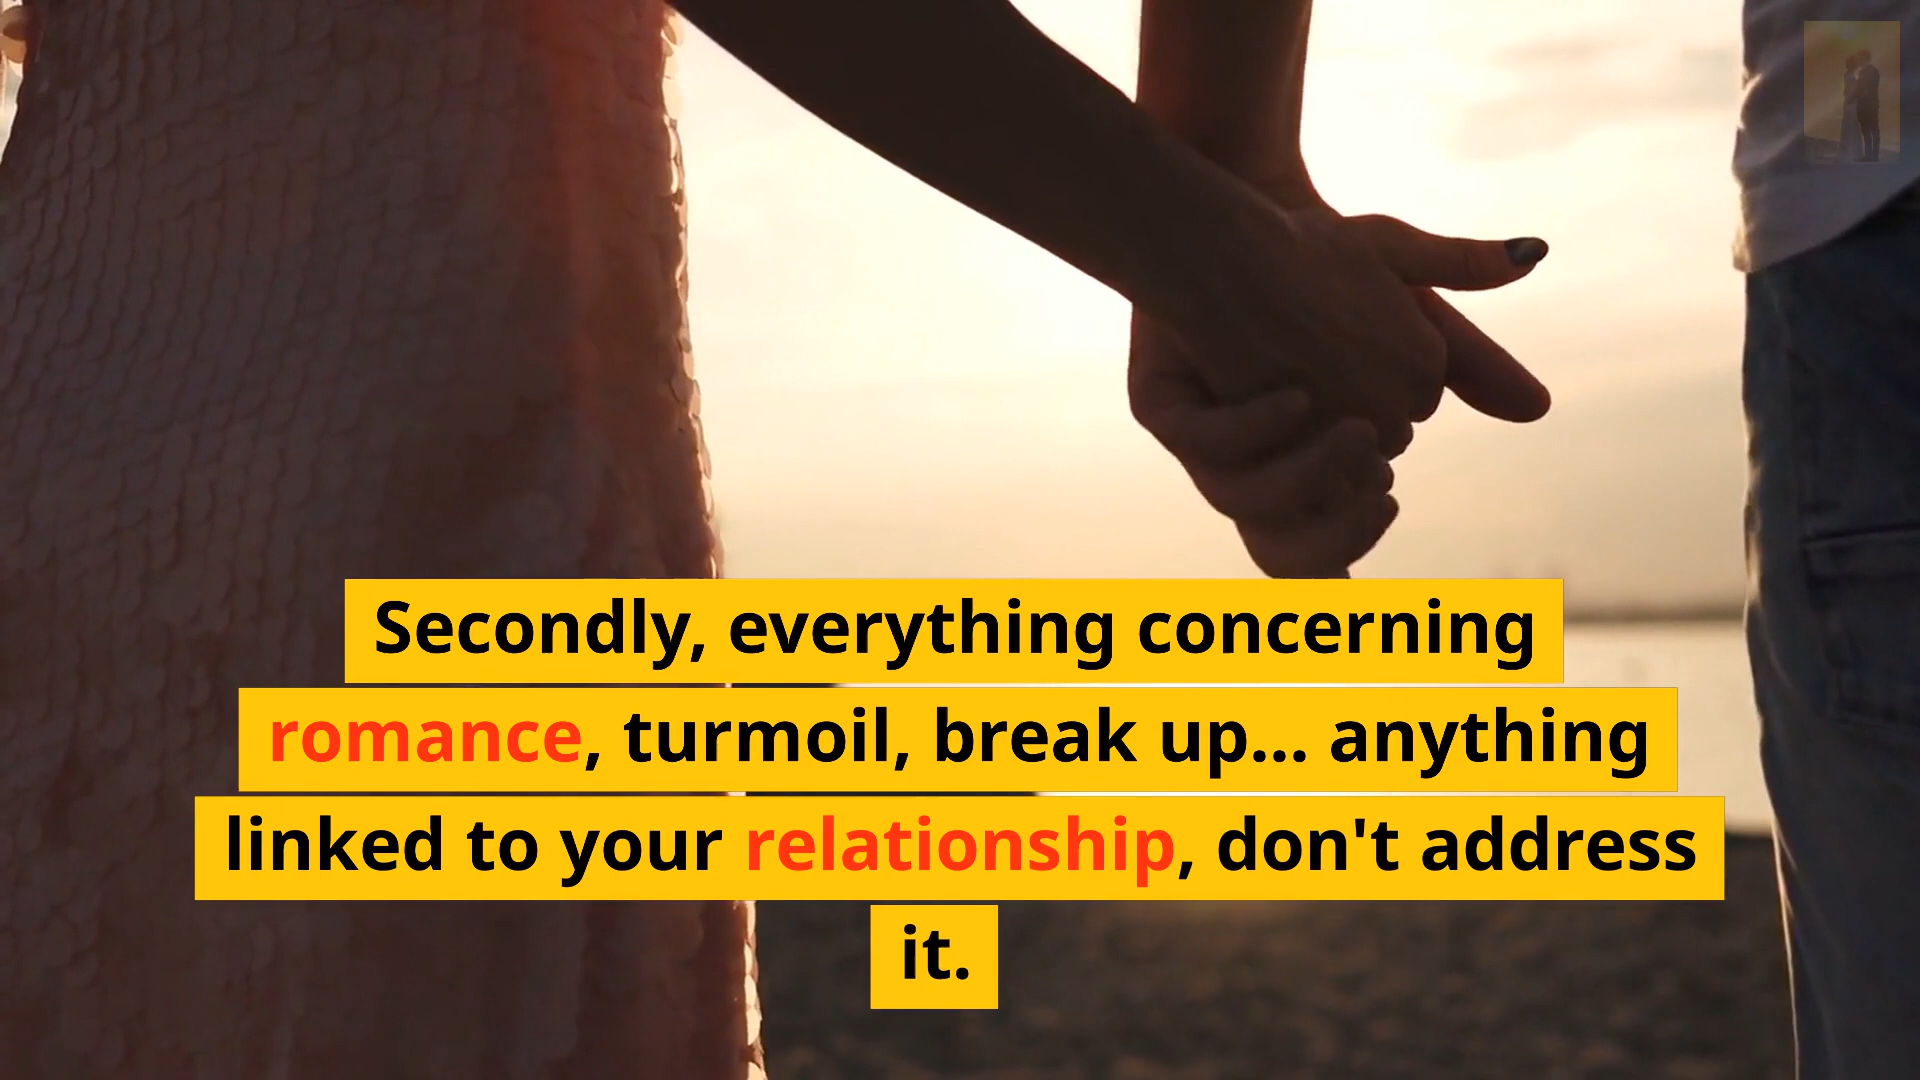 Secondly, everything concerning
romance, turmoil, break up... anything
linked to your relationship, don't address
it.